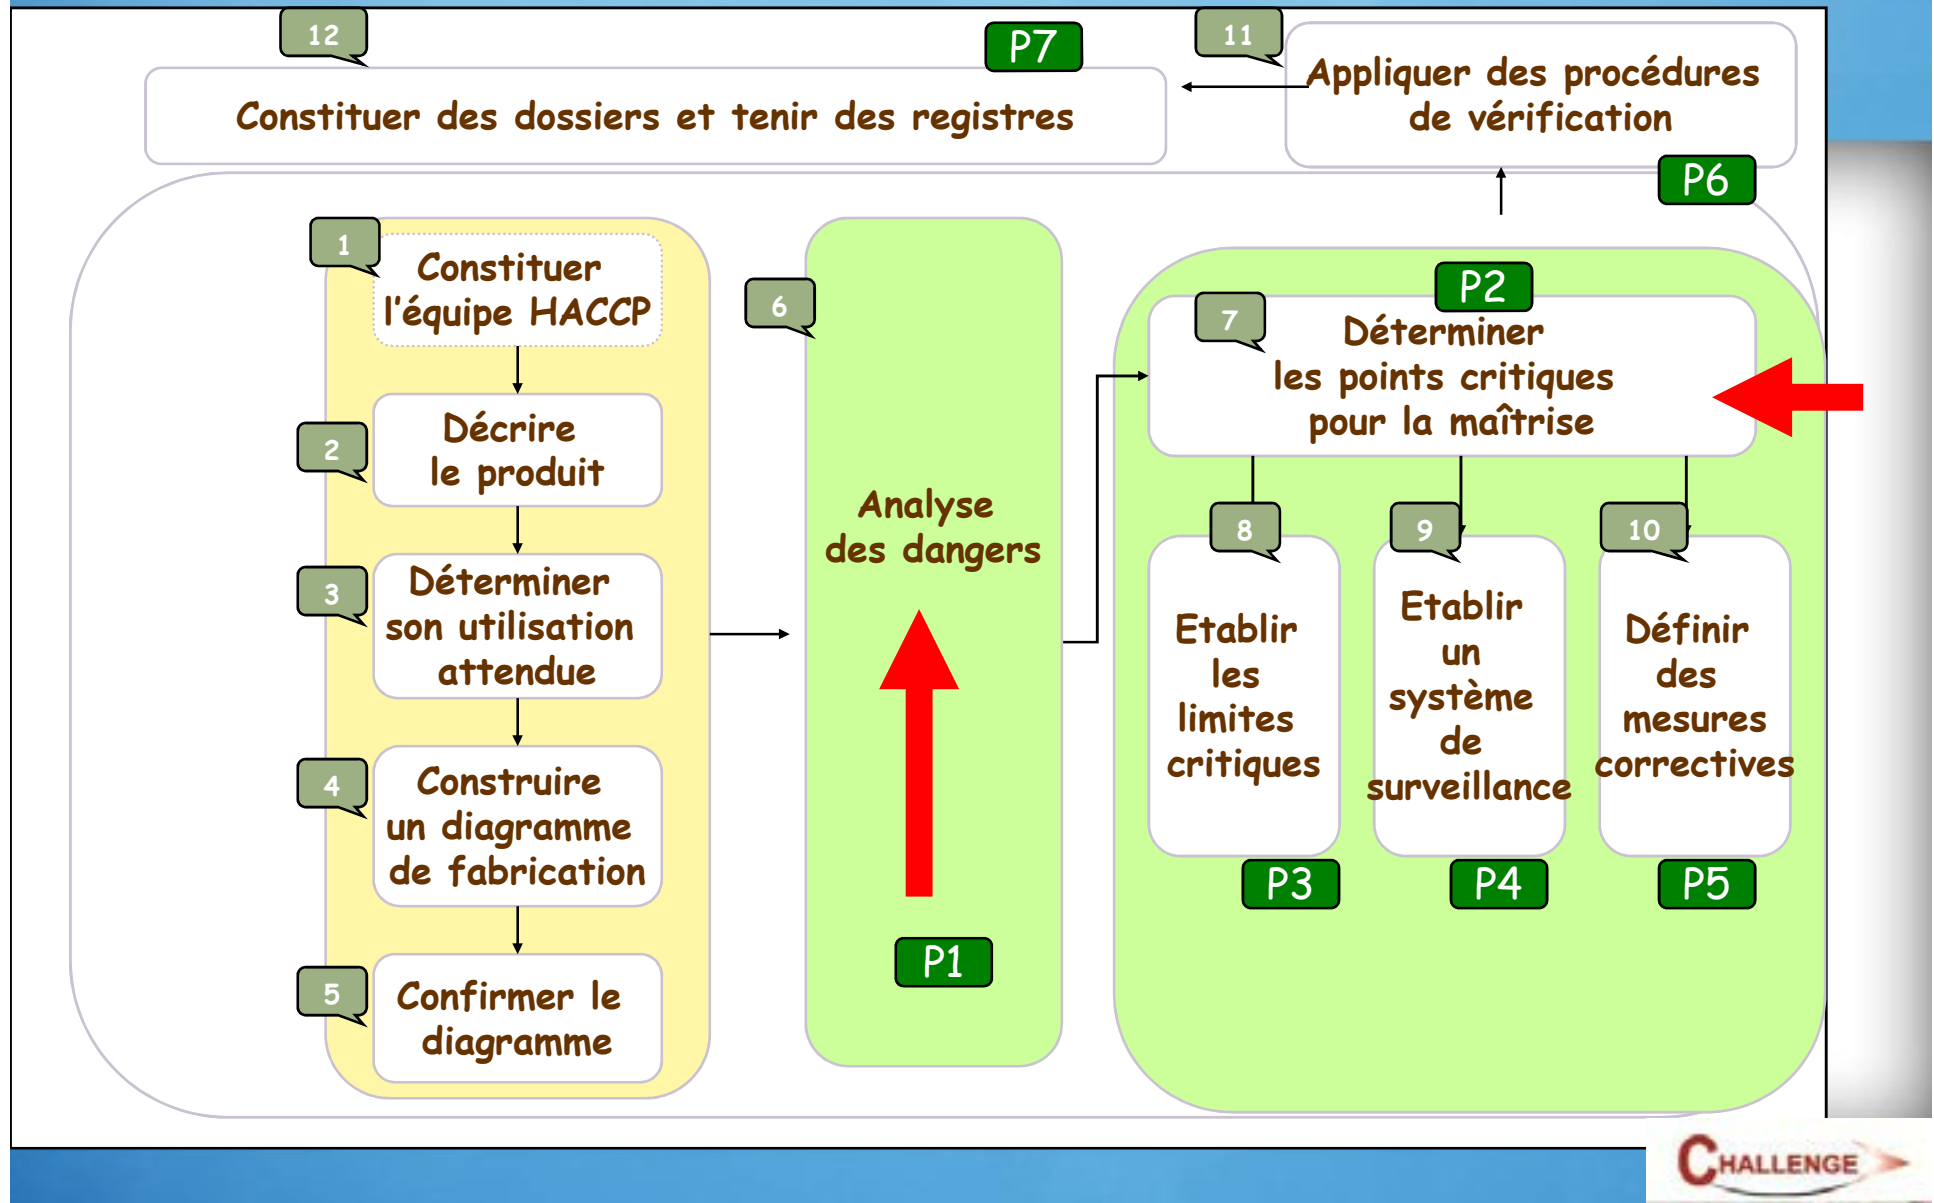 12
P7
11
Constituer des dossiers et tenir des registres
Appliquer des procédures
de vérification
P6
1
Constituer
l'équipe HACCP
2
Décrire
le produit
3
Déterminer
son utilisation
attendue
4
Construire
un diagramme
de fabrication
5
Confirmer le
diagramme
6
Analyse
des dangers
P1
P2
7
Déterminer
les points critiques
pour la maîtrise
8
Etablir
les
limites
critiques
P3
9
Etablir
un
système
de
surveillance
P4
10
Définir
des
mesures
correctives
P5
CHALLENGE